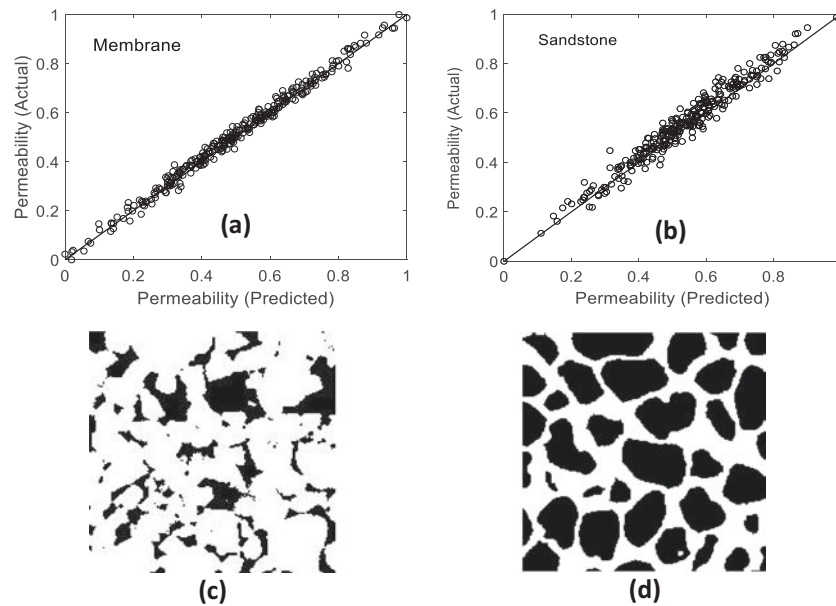 Membrane
Permeability (Actual)
1
0.8
0.6
0.4
0.2
0
0 0.2 0.4 0.6 0.8 1
Permeability (Predicted)
(a)
Sandstone
Permeability (Actual)
1
0.8
0.6
0.4
0.2
0
0 0.2 0.4 0.6 0.8
Permeability (Predicted)
(b)
(c)
(d)